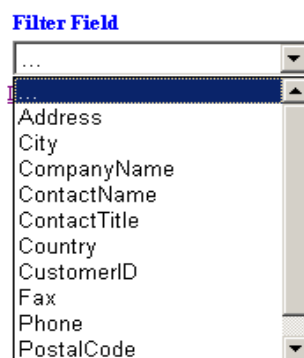 Filter Field
...
...
Address
City
CompanyName
ContactName
ContactTitle
Country
CustomerID
Fax
Phone
PostalCode